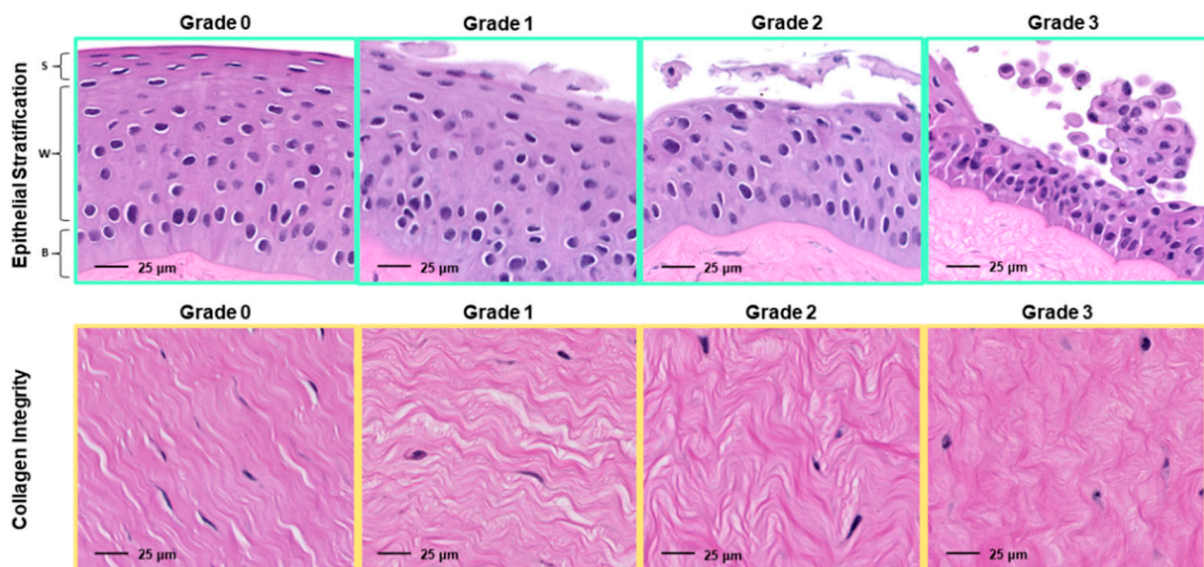 Grade 0 Grade 1 Grade 2 Grade 3
Epithelial Stratification
S
W
B
25 µm 25 µm 25 µm 25 µm
Grade 0 Grade 1 Grade 2 Grade 3
Collagen Integrity
25 µm 25 µm 25 µm 25 µm